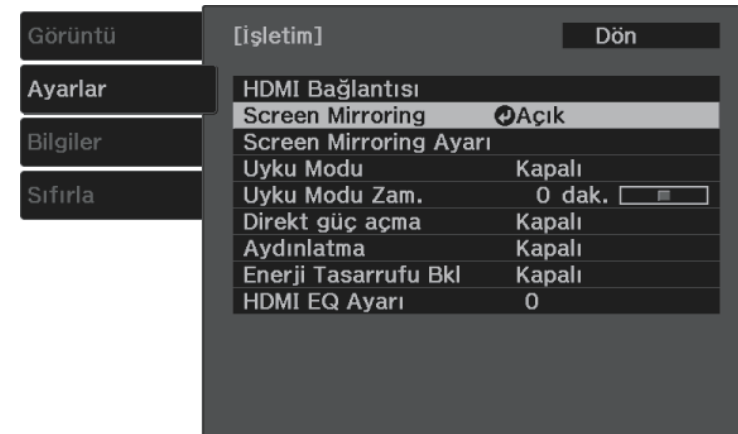 Görüntü
Ayarlar
Bilgiler
Sıfırla
[İşletim] Dön
HDMI Bağlantısı
Screen Mirroring Açık
Screen Mirroring Ayarı
Uyku Modu Kapalı
Uyku Modu Zam. 0 dak.
Direkt güç açma Kapalı
Aydınlatma Kapalı
Enerji Tasarrufu Bkl Kapalı
HDMI EQ Ayarı 0